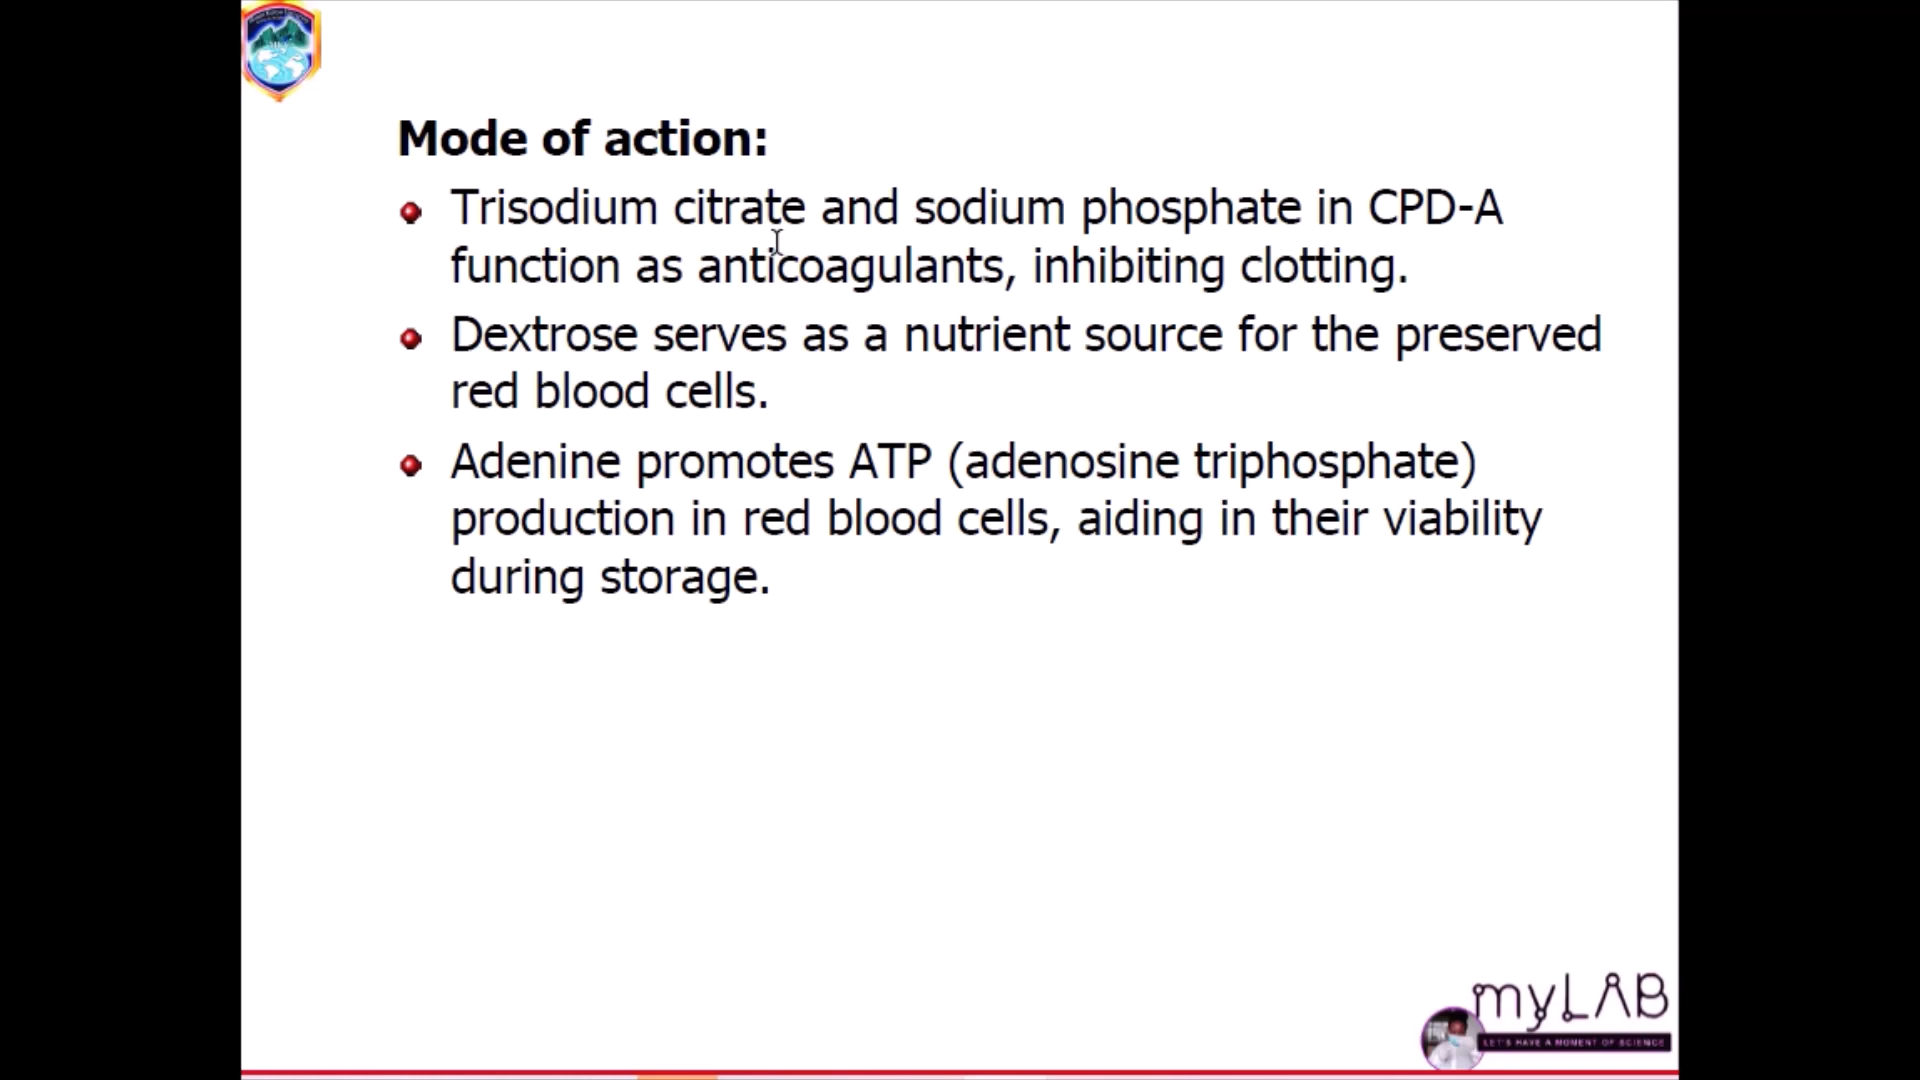 Mode of action:
Trisodium citrate and sodium phosphate in CPD-A
function as anticoagulants, inhibiting clotting.
Dextrose serves as a nutrient source for the preserved
red blood cells.
Adenine promotes ATP (adenosine triphosphate)
production in red blood cells, aiding in their viability
during storage.
myLAB
LET'S HAVE A MOMENT OF SCIENCE